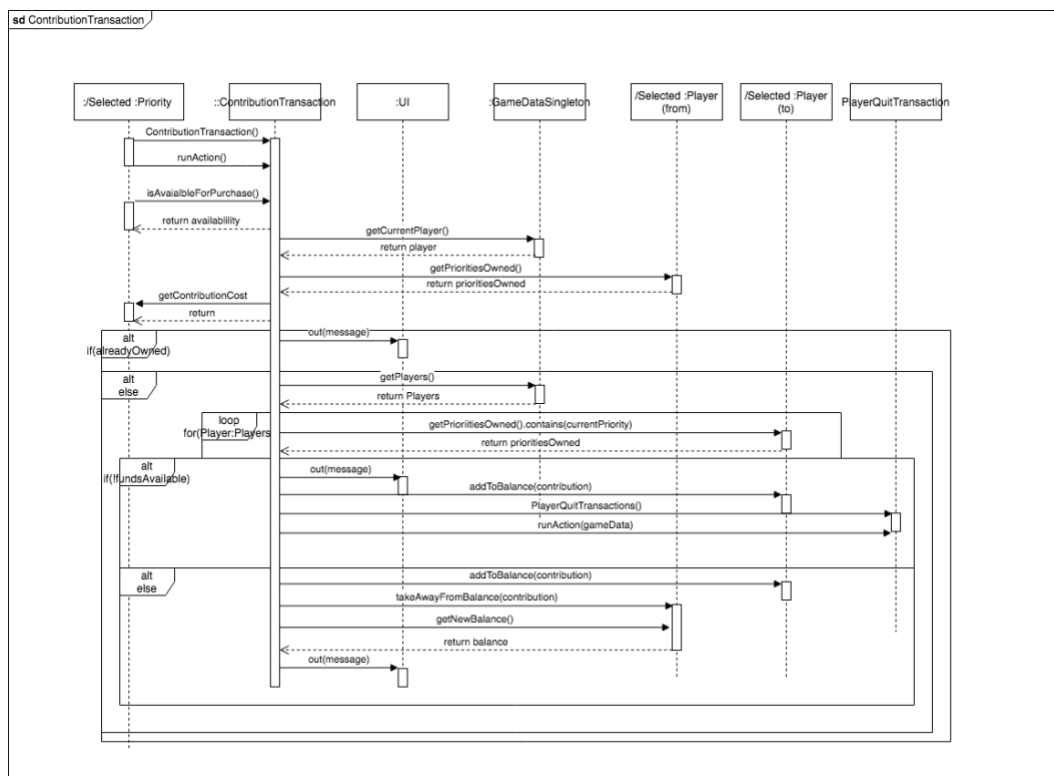 sd ContributionTransaction
:/Selected :Priority
::ContributionTransaction
:UI
:GameDataSingleton
/Selected :Player
(from)
/Selected :Player
(to)
PlayerQuitTransaction
ContributionTransaction()
runAction()
isAvaialbleForPurchase()
return availablility
getCurrentPlayer()
return player
getPrioritiesOwned()
return prioritiesOwned
getContributionCost
return
alt
if(alreadyOwned)
out(message)
alt
else
getPlayers()
return Players
loop
for(Player:Players
getPrioriitiesOwned().contains(currentPriority)
return prioritiesOwned
alt
if(!fundsAvailable)
out(message)
addToBalance(contribution)
PlayerQuitTransactions()
runAction(gameData)
alt
else
addToBalance(contribution)
takeAwayFromBalance(contribution)
getNewBalance()
return balance
out(message)